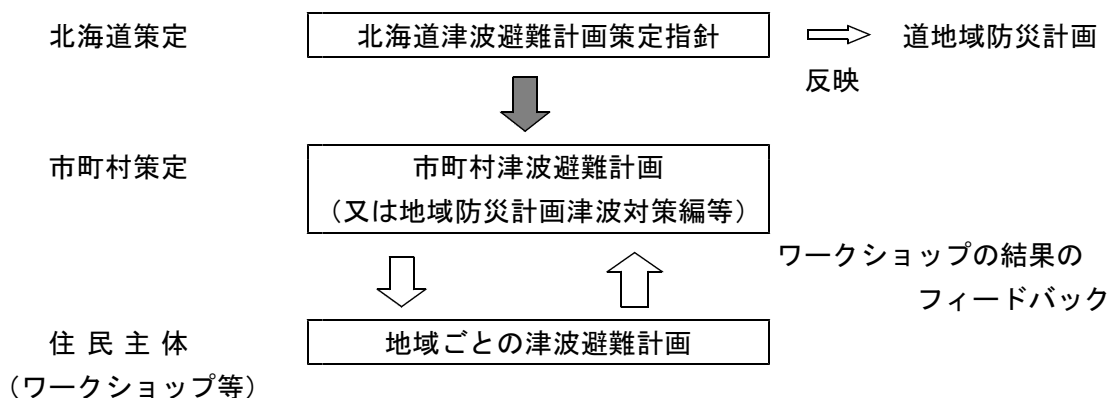 北海道策定
北海道津波避難計画策定指針
道地域防災計画
反映
市町村策定
市町村津波避難計画
（又は地域防災計画津波対策編等）
ワークショップの結果の
フィードバック
住民主体
（ワークショップ等）
地域ごとの津波避難計画